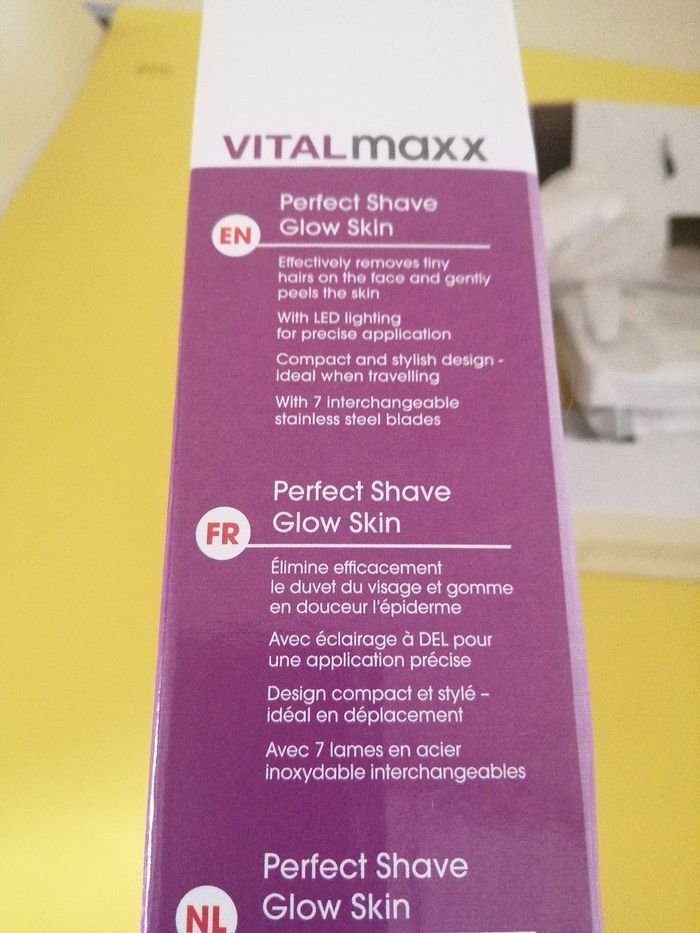 VITALmaxx
EN
Perfect Shave
Glow Skin
Effectively removes tiny
hairs on the face and gently
peels the skin
With LED lighting
for precise application
Compact and stylish design -
ideal when travelling
With 7 interchangeable
stainless steel blades
FR
Perfect Shave
Glow Skin
Élimine efficacement
le duvet du visage et gomme
en douceur l'épiderme
Avec éclairage à DEL pour
une application précise
Design compact et stylé –
idéal en déplacement
Avec 7 lames en acier
inoxydable interchangeables
NL
Perfect Shave
Glow Skin